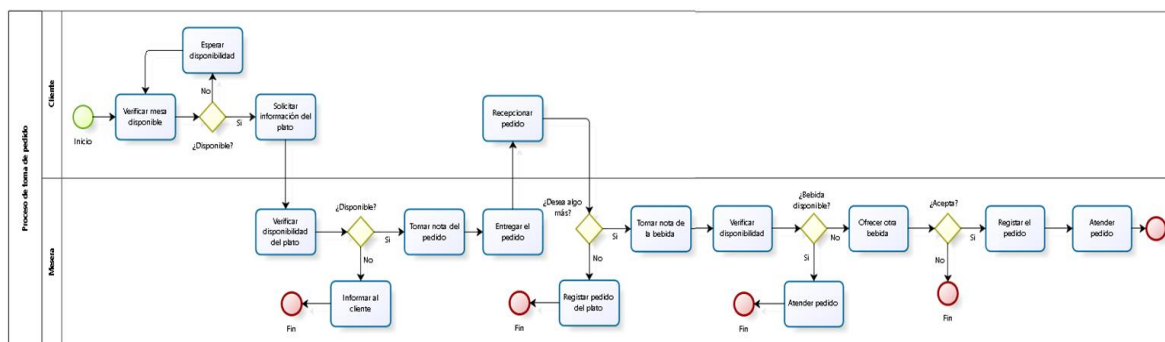 Proceso de toma de pedido
Cliente
Esperar
disponibilidad
Verificar mesa
disponible
No
Si
¿Disponible?
Inicio
Solicitar
información del
plato
Recepcionar
pedido
Mesera
Verificar
disponibilidad
del plato
¿Disponible?
Si
No
Informar al
cliente
Fin
Tomar nota del
pedido
Entregar el
pedido
¿Desea algo
más?
Si
No
Registar pedido
del plato
Fin
Tomar nota de
la bebida
Verificar
disponibilidad
¿Bebida
disponible?
No
Si
Atender pedido
Fin
Ofrecer otra
bebida
¿Acepta?
Si
No
Fin
Registar el
pedido
Atender
pedido